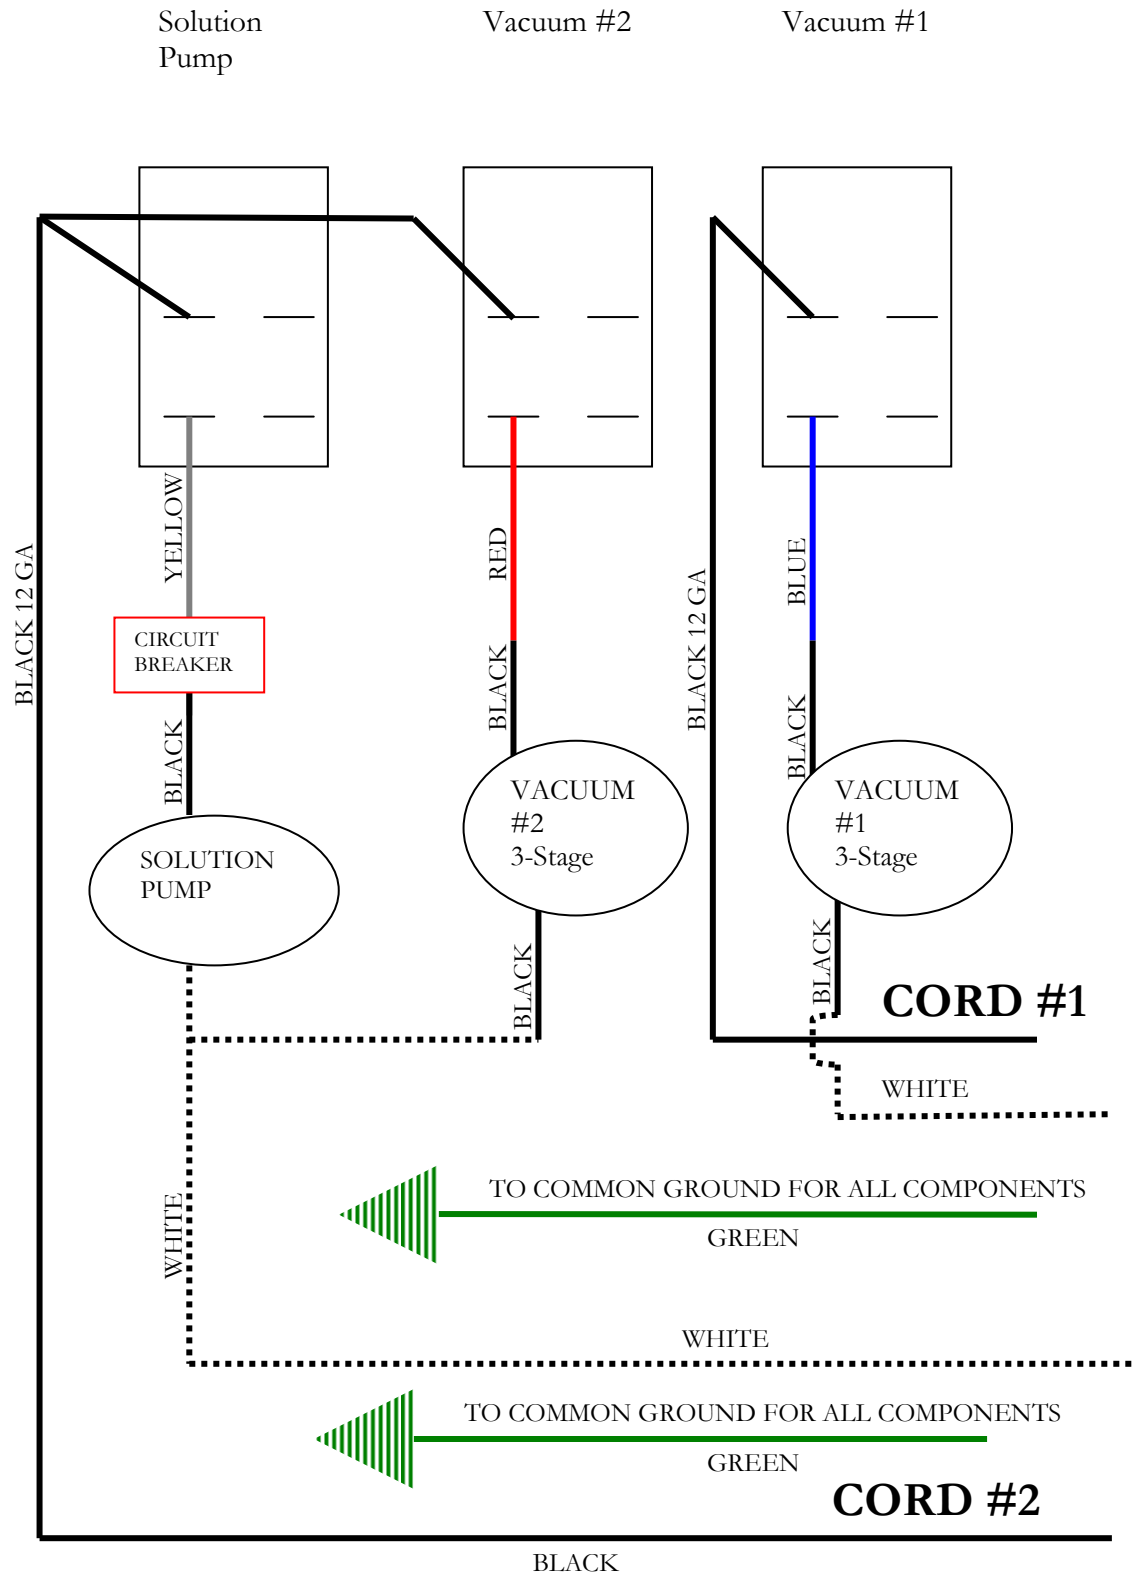 Solution
Pump
Vacuum #2
Vacuum #1
YELLOW
RED
BLUE
BLACK 12 GA
BLACK 12 GA
CIRCUIT
BREAKER
BLACK
BLACK
BLACK
SOLUTION
PUMP
VACUUM
#2
3-Stage
VACUUM
#1
3-Stage
BLACK
BLACK
CORD #1
WHITE
TO COMMON GROUND FOR ALL COMPONENTS
GREEN
WHITE
WHITE
TO COMMON GROUND FOR ALL COMPONENTS
GREEN
CORD #2
BLACK